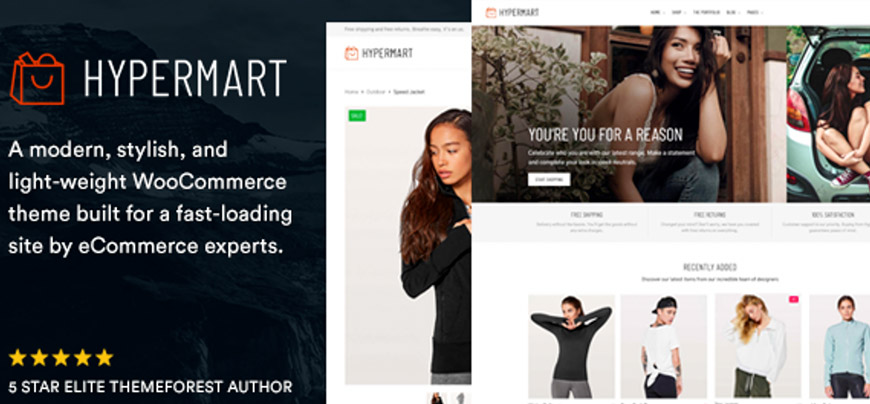 HYPERMART
A modern, stylish, and
light-weight WooCommerce
theme built for a fast-loading
site by eCommerce experts.
5 STAR ELITE THEMEFOREST AUTHOR
Free shipping and free returns. Breathe easy, it's on us.
HYPERMART
Home > Outdoor > Speed Jacket
SALE!
HYPERMART
HOME SHOP THE PORTFOLIO BLOG PAGES
YOU'RE YOU FOR A REASON
Celebrate who you are with our latest range. Make a statement
and complete your look in sleek neutrals.
START SHOPPING
FREE SHIPPING
FREE RETURNS
100% SATISFACTION
RECENTLY ADDED
Discover our latest items from our incredible team of designers